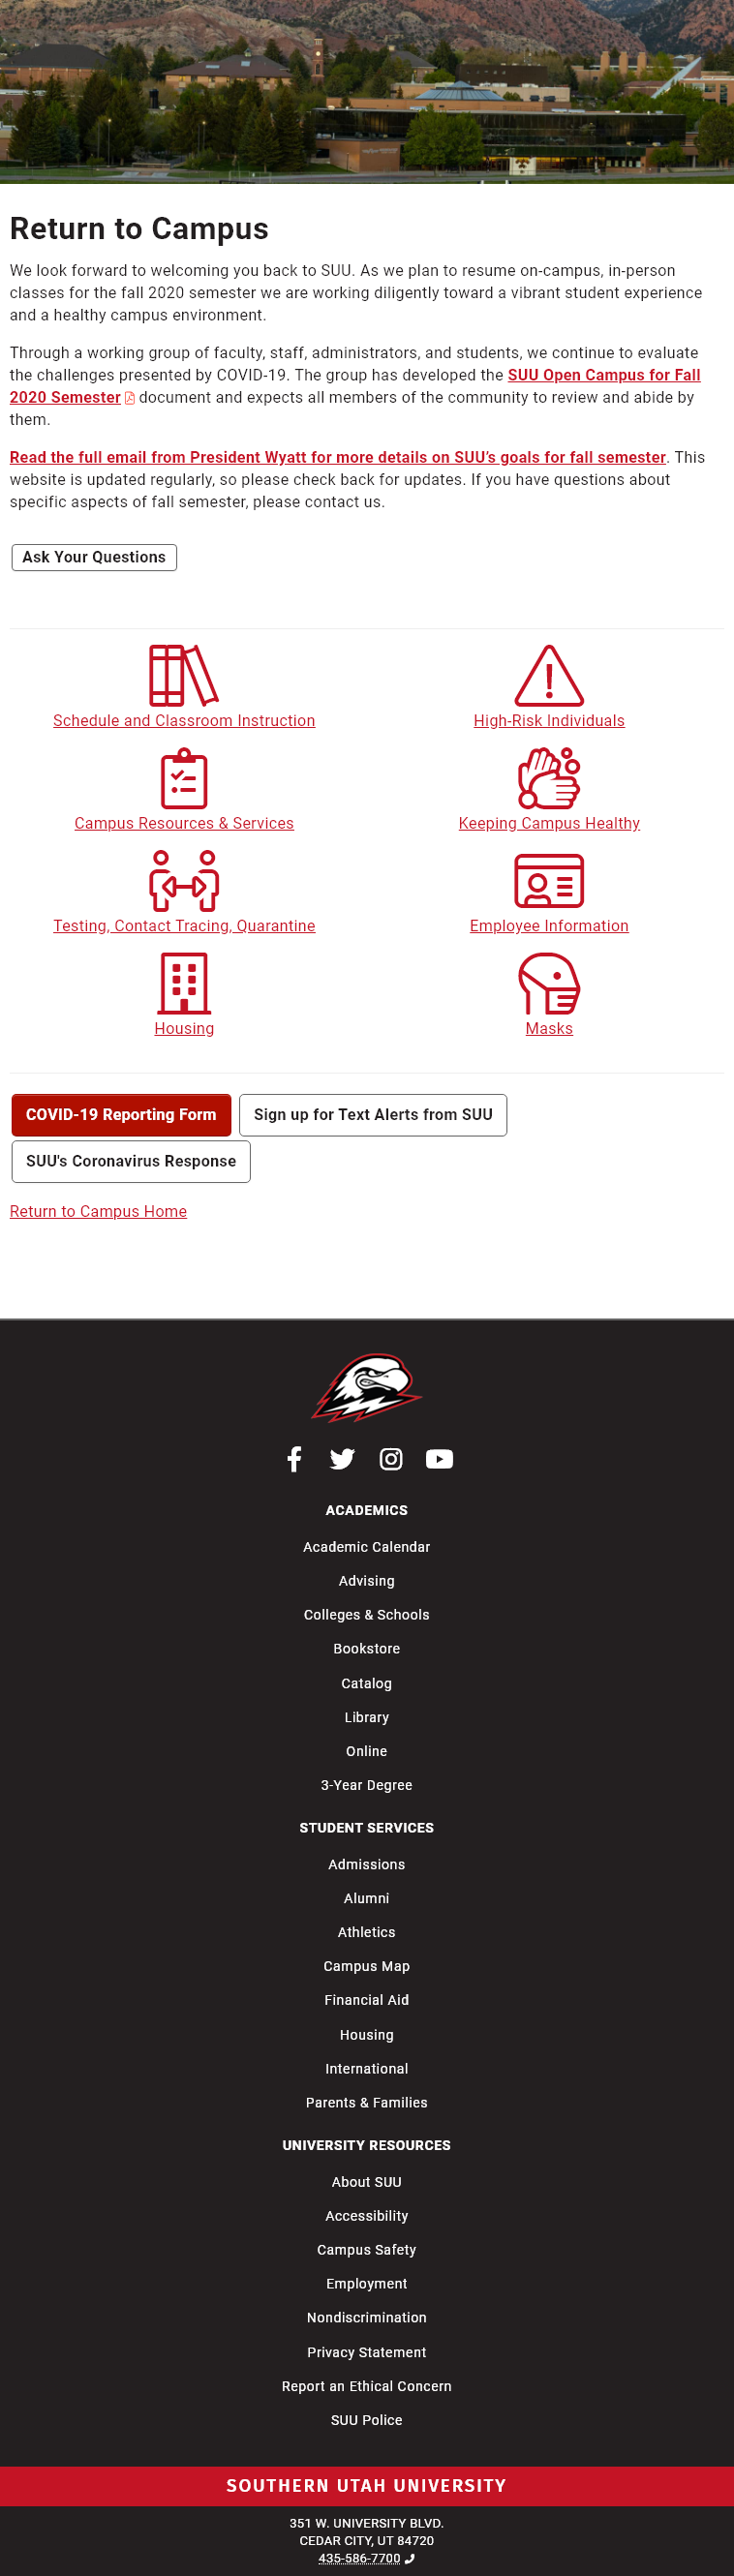 Return to Campus
We look forward to welcoming you back to SUU. As we plan to resume on-campus, in-person
classes for the fall 2020 semester we are working diligently toward a vibrant student experience
and a healthy campus environment.
Through a working group of faculty, staff, administrators, and students, we continue to evaluate
the challenges presented by COVID-19. The group has developed the SUU Open Campus for Fall
2020 Semester document and expects all members of the community to review and abide by
them.
Read the full email from President Wyatt for more details on SUU’s goals for fall semester. This
website is updated regularly, so please check back for updates. If you have questions about
specific aspects of fall semester, please contact us.
Ask Your Questions
Schedule and Classroom Instruction
High-Risk Individuals
Campus Resources & Services
Keeping Campus Healthy
Testing, Contact Tracing, Quarantine
Employee Information
Housing
Masks
COVID-19 Reporting Form
Sign up for Text Alerts from SUU
SUU's Coronavirus Response
Return to Campus Home
ACADEMICS
Academic Calendar
Advising
Colleges & Schools
Bookstore
Catalog
Library
Online
3-Year Degree
STUDENT SERVICES
Admissions
Alumni
Athletics
Campus Map
Financial Aid
Housing
International
Parents & Families
UNIVERSITY RESOURCES
About SUU
Accessibility
Campus Safety
Employment
Nondiscrimination
Privacy Statement
Report an Ethical Concern
SUU Police
SOUTHERN UTAH UNIVERSITY
351 W. UNIVERSITY BLVD.
CEDAR CITY, UT 84720
435-586-7700